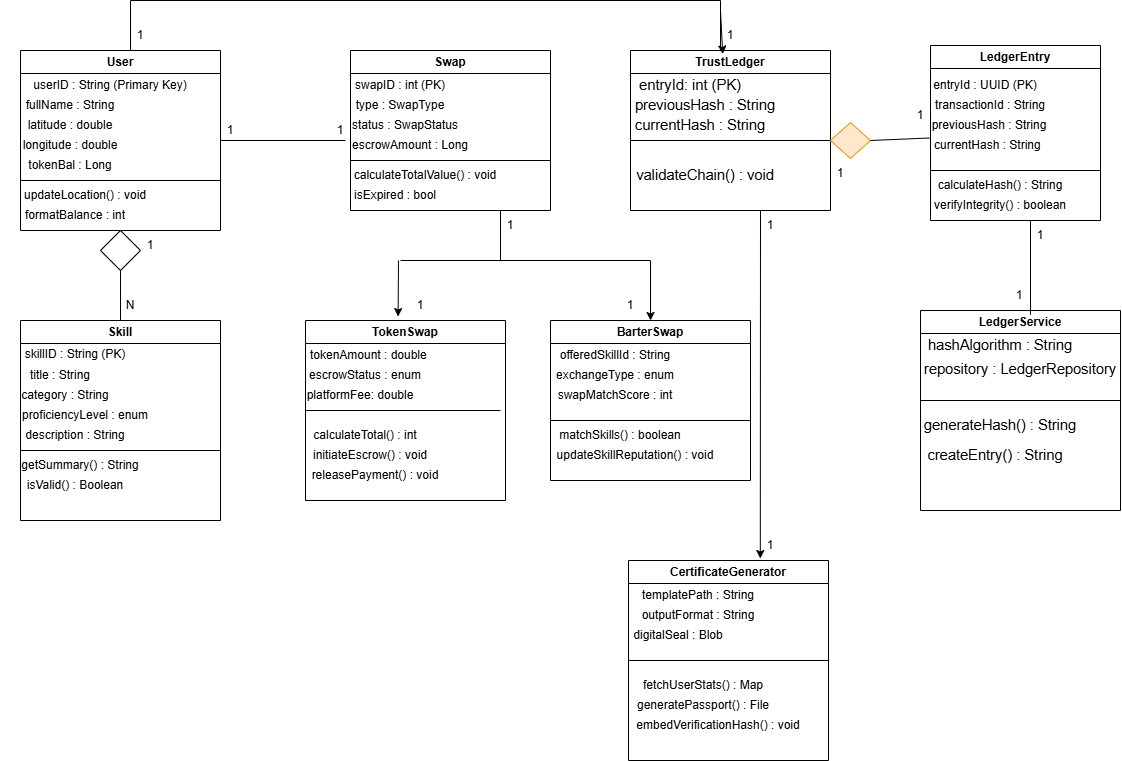 1
1
User
userID : String (Primary Key)
fullName : String
latitude : double
longitude : double
tokenBal : Long
updateLocation() : void
formatBalance : int
1
1
Swap
swapID : int (PK)
type : SwapType
status : SwapStatus
escrowAmount : Long
calculateTotalValue() : void
isExpired : bool
TrustLedger
entryId: int (PK)
previousHash : String
currentHash : String
validateChain() : void
1
1
LedgerEntry
entryId : UUID (PK)
transactionId : String
previousHash : String
currentHash : String
calculateHash() : String
verifyIntegrity() : boolean
1
N
1
1
1
1
1
1
Skill
skillID : String (PK)
title : String
category : String
proficiencyLevel : enum
description : String
getSummary() : String
isValid() : Boolean
TokenSwap
tokenAmount : double
escrowStatus : enum
platformFee: double
calculateTotal() : int
initiateEscrow() : void
releasePayment() : void
BarterSwap
offeredSkillId : String
exchangeType : enum
swapMatchScore : int
matchSkills() : boolean
updateSkillReputation() : void
LedgerService
hashAlgorithm : String
repository : LedgerRepository
generateHash() : String
createEntry() : String
1
CertificateGenerator
templatePath : String
outputFormat : String
digitalSeal : Blob
fetchUserStats() : Map
generatePassport() : File
embedVerificationHash() : void